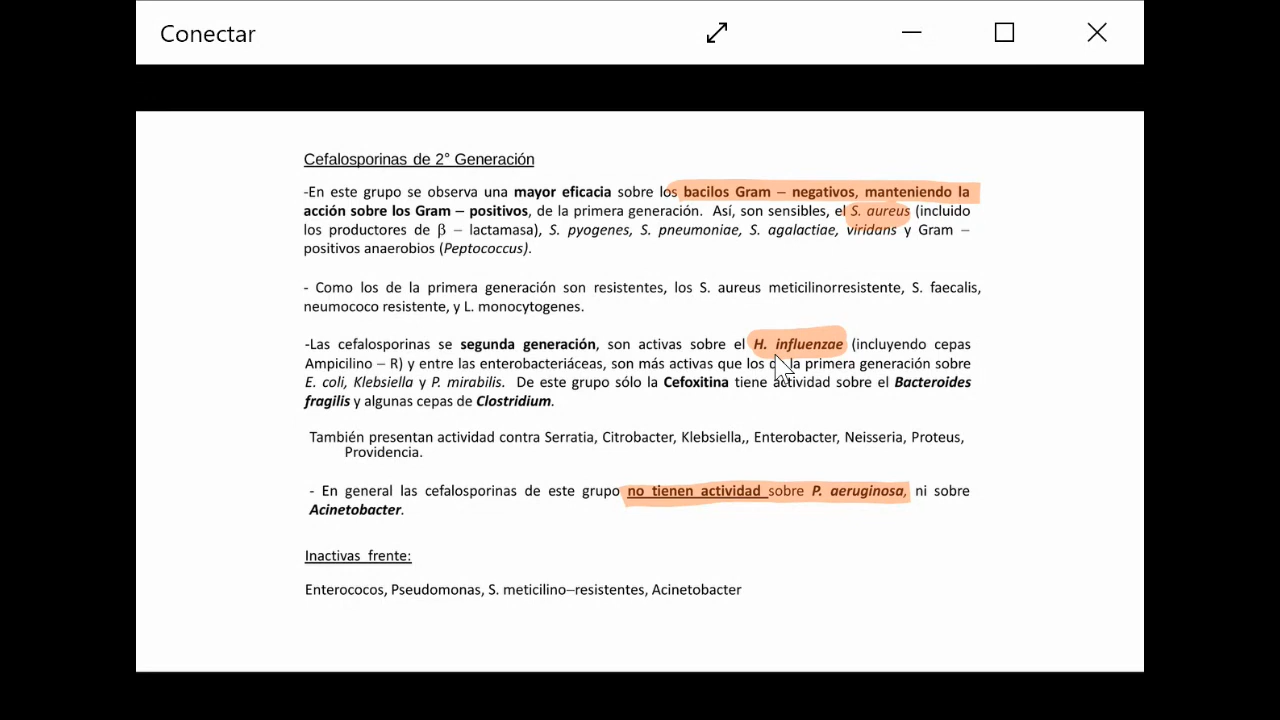 Conectar
Cefalosporinas de 2° Generación
-En este grupo se observa una mayor eficacia sobre los bacilos Gram – negativos, manteniendo la
acción sobre los Gram – positivos, de la primera generación. Así, son sensibles, el S. aureus (incluido
los productores de β – lactamasa), S. pyogenes, S. pneumoniae, S. agalactiae, viridans y Gram –
positivos anaerobios (Peptococcus).
- Como los de la primera generación son resistentes, los S. aureus meticilinorresistente, S. faecalis,
neumococo resistente, y L. monocytogenes.
-Las cefalosporinas se segunda generación, son activas sobre el H. influenzae (incluyendo cepas
Ampicilino – R) y entre las enterobacteriáceas, son más activas que los de la primera generación sobre
E. coli, Klebsiella y P. mirabilis. De este grupo sólo la Cefoxitina tiene actividad sobre el Bacteroides
fragilis y algunas cepas de Clostridium.
También presentan actividad contra Serratia, Citrobacter, Klebsiella,, Enterobacter, Neisseria, Proteus,
Providencia.
- En general las cefalosporinas de este grupo no tienen actividad sobre P. aeruginosa, ni sobre
Acinetobacter.
Inactivas frente:
Enterococos, Pseudomonas, S. meticilino–resistentes, Acinetobacter